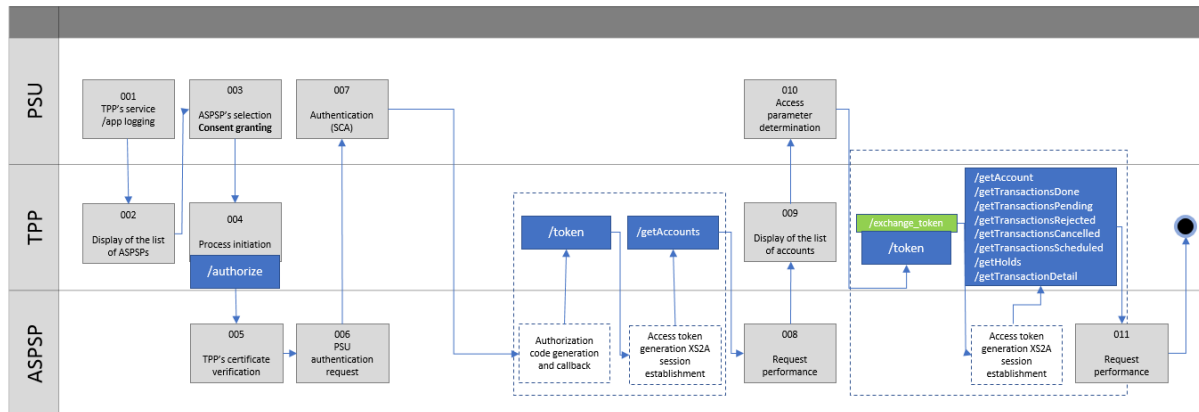 PSU
001
TPP's service
/app logging
003
ASPSP's selection
Consent granting
007
Authentication
(SCA)
010
Access
parameter
determination
TPP
002
Display of the list
of ASPSPs
004
Process initiation
/authorize
/token
/getAccounts
009
Display of the list
of accounts
/exchange_token
/token
/getAccount
/getTransactionsDone
/getTransactionsPending
/getTransactionsRejected
/getTransactionsCancelled
/getTransactionsScheduled
/getHolds
/getTransactionDetail
ASPSP
005
TPP's certificate
verification
006
PSU
authentication
request
Authorization
code generation
and callback
Access token
generation XS2A
session
establishment
008
Request
performance
Access token
generation XS2A
session
establishment
011
Request
performance